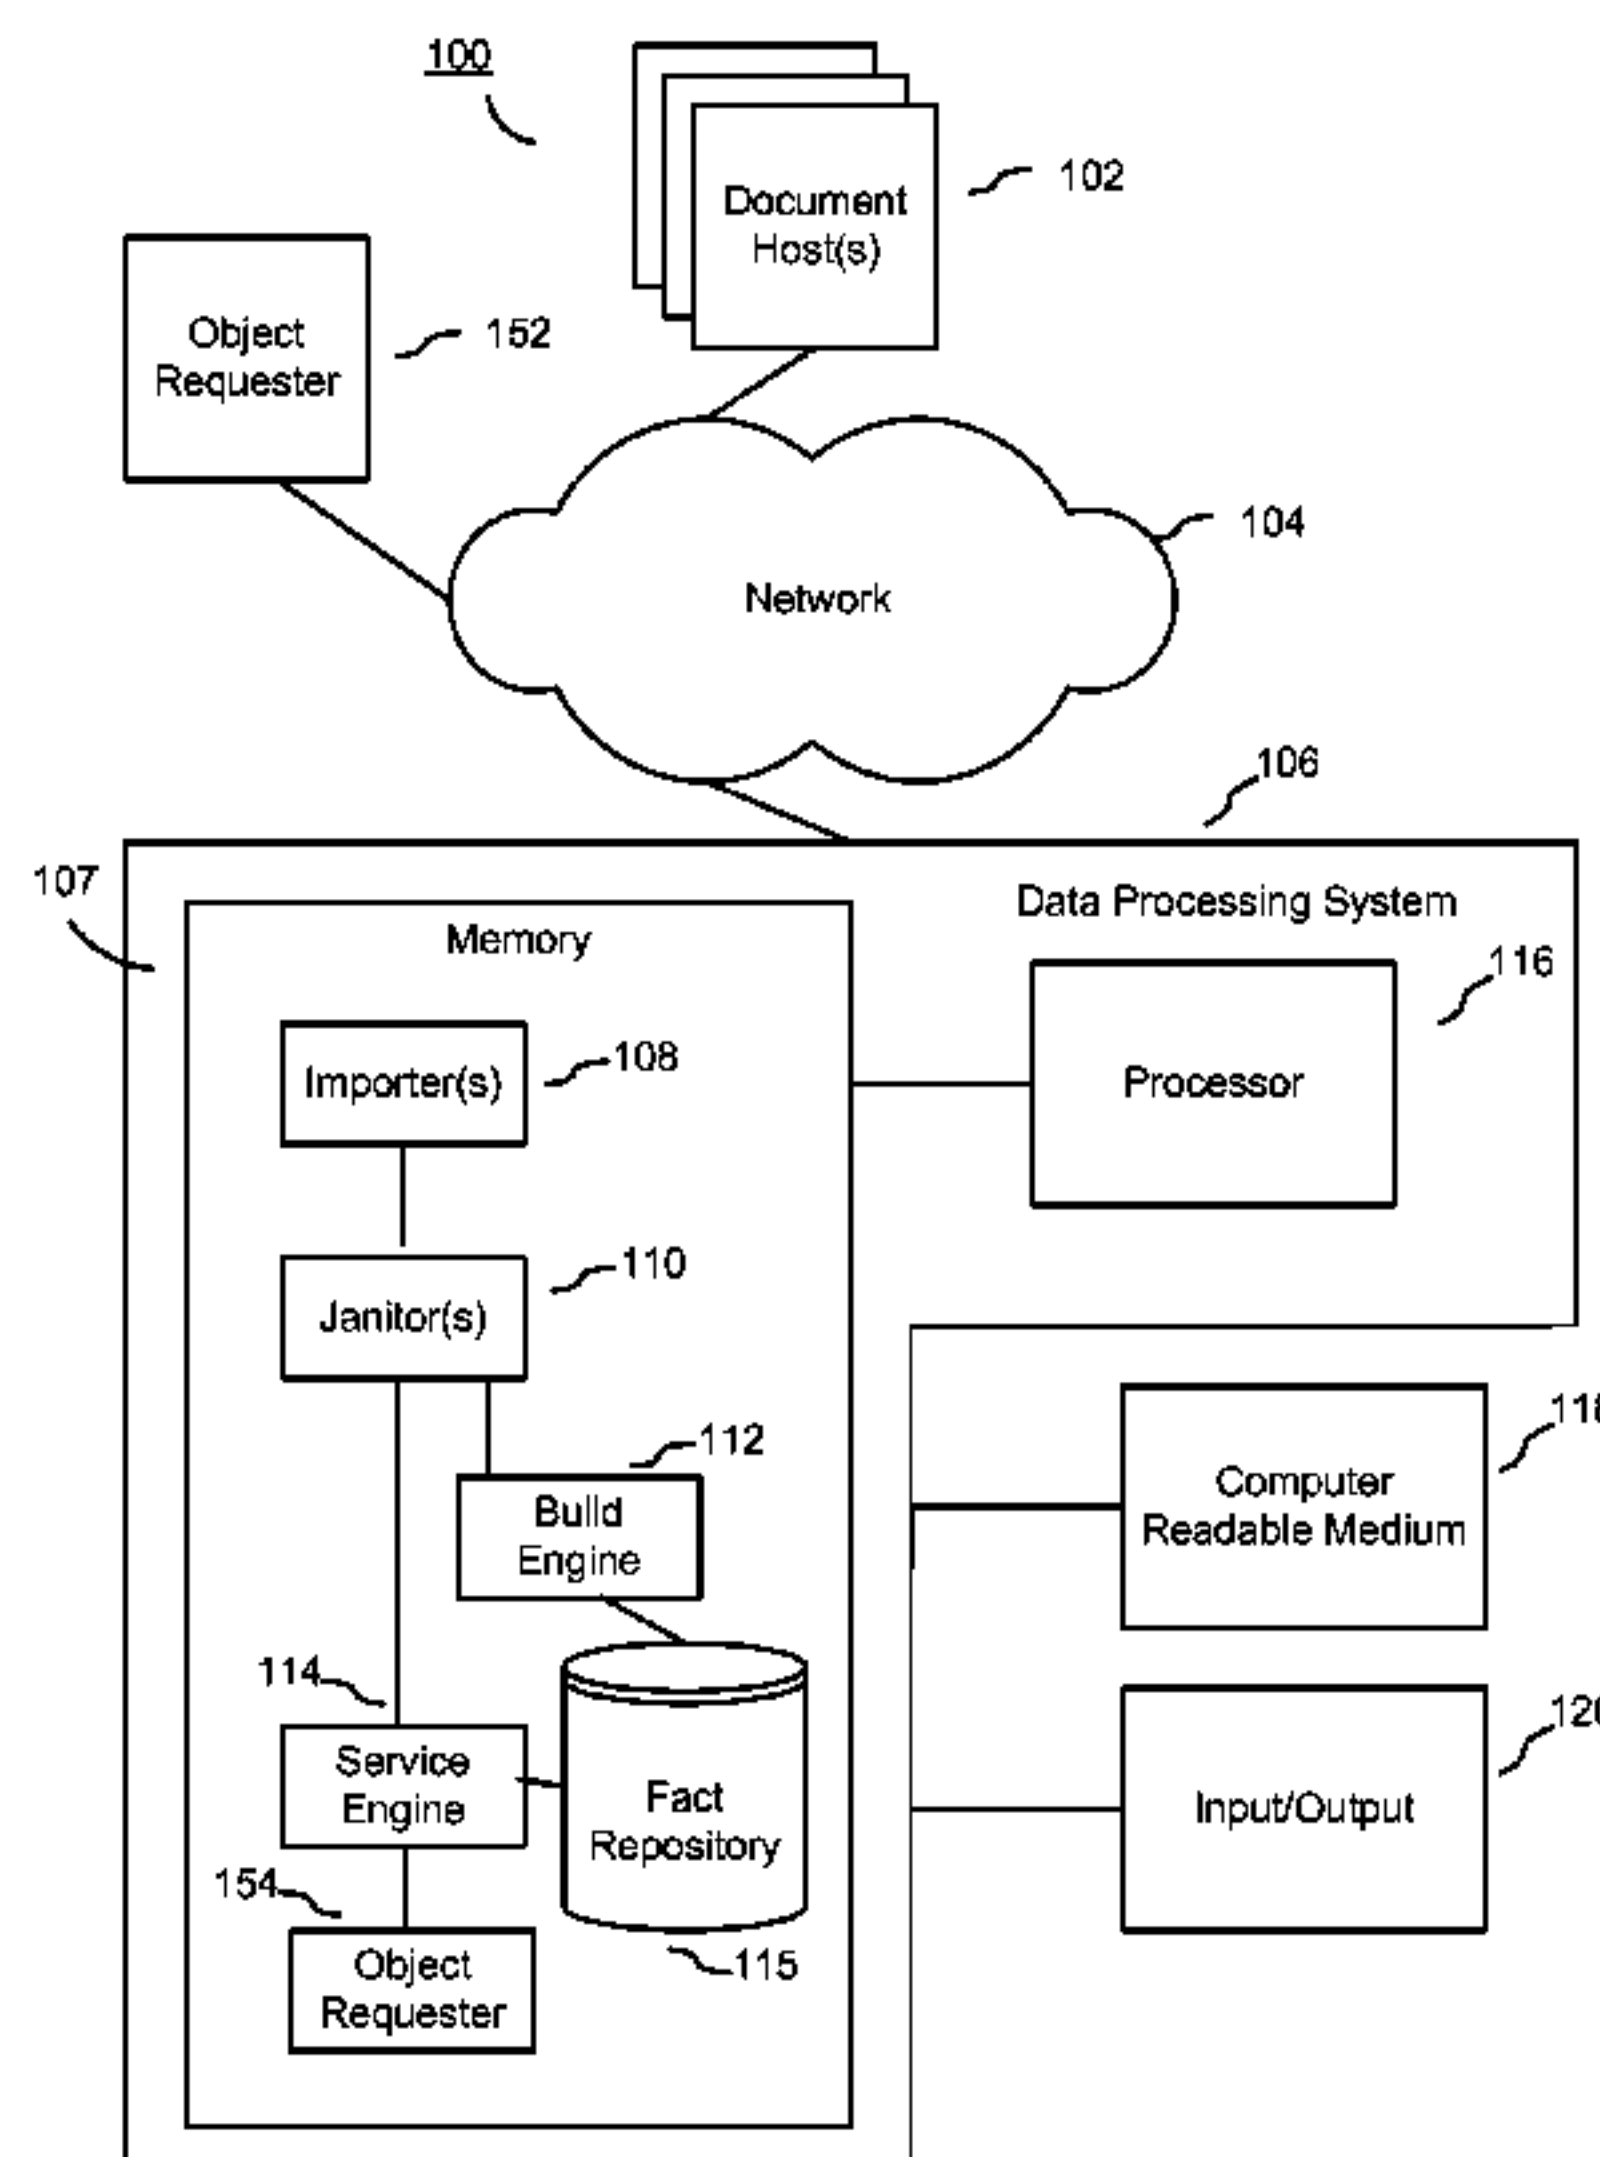 100
Document
Host(s)
102
Object
Requester
152
104
Network
106
107
Data Processing System
Memory
116
Importer(s)
108
Processor
Janitor(s)
110
112
Build
Engine
118
Computer
Readable Medium
114
Service
Engine
Fact
Repository
120
Input/Output
154
Object
Requester
115